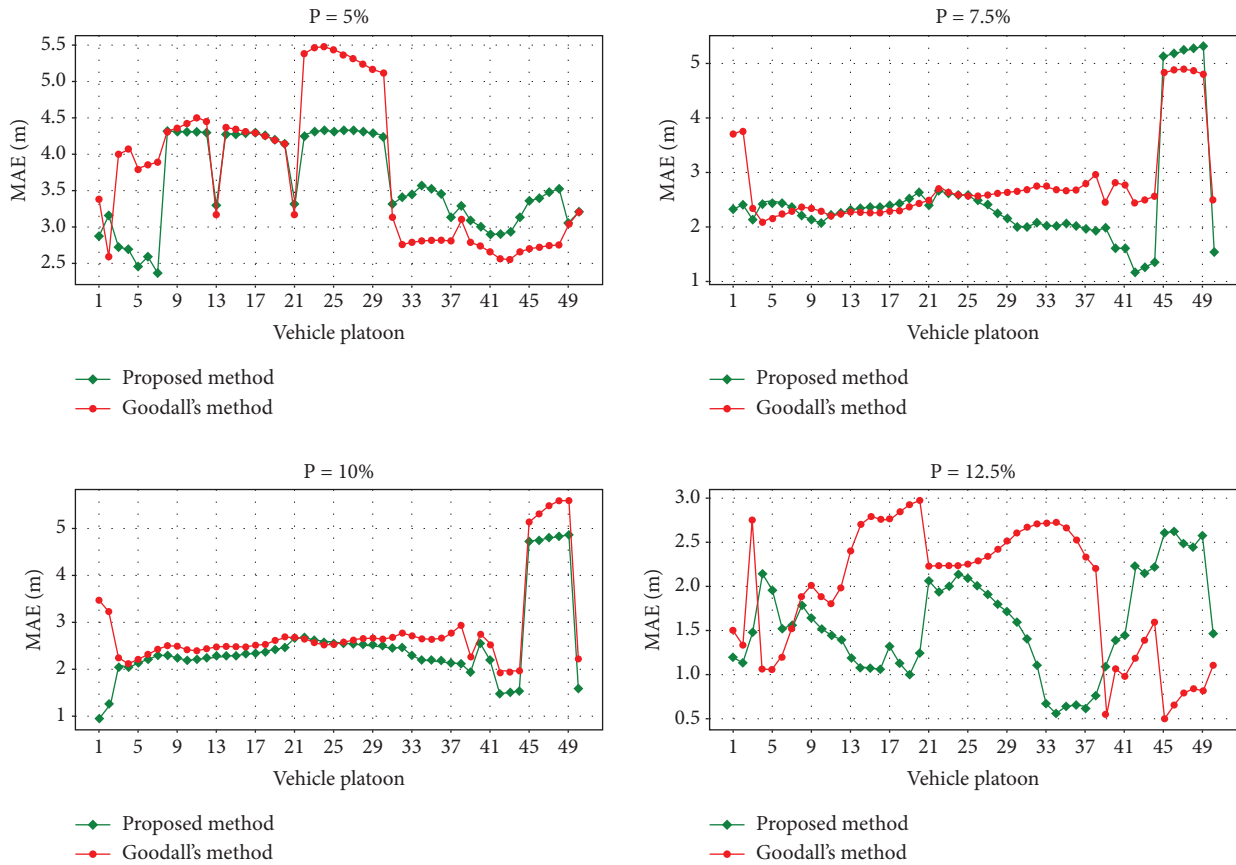 P = 5%
MAE (m)
5.5
5.0
4.5
4.0
3.5
3.0
2.5
1 5 9 13 17 21 25 29 33 37 41 45 49
Vehicle platoon
Proposed method
Goodall's method
P = 7.5%
MAE (m)
5
4
3
2
1
1 5 9 13 17 21 25 29 33 37 41 45 49
Vehicle platoon
Proposed method
Goodall's method
P = 10%
MAE (m)
5
4
3
2
1
1 5 9 13 17 21 25 29 33 37 41 45 49
Vehicle platoon
Proposed method
Goodall's method
P = 12.5%
MAE (m)
3.0
2.5
2.0
1.5
1.0
0.5
1 5 9 13 17 21 25 29 33 37 41 45 49
Vehicle platoon
Proposed method
Goodall's method